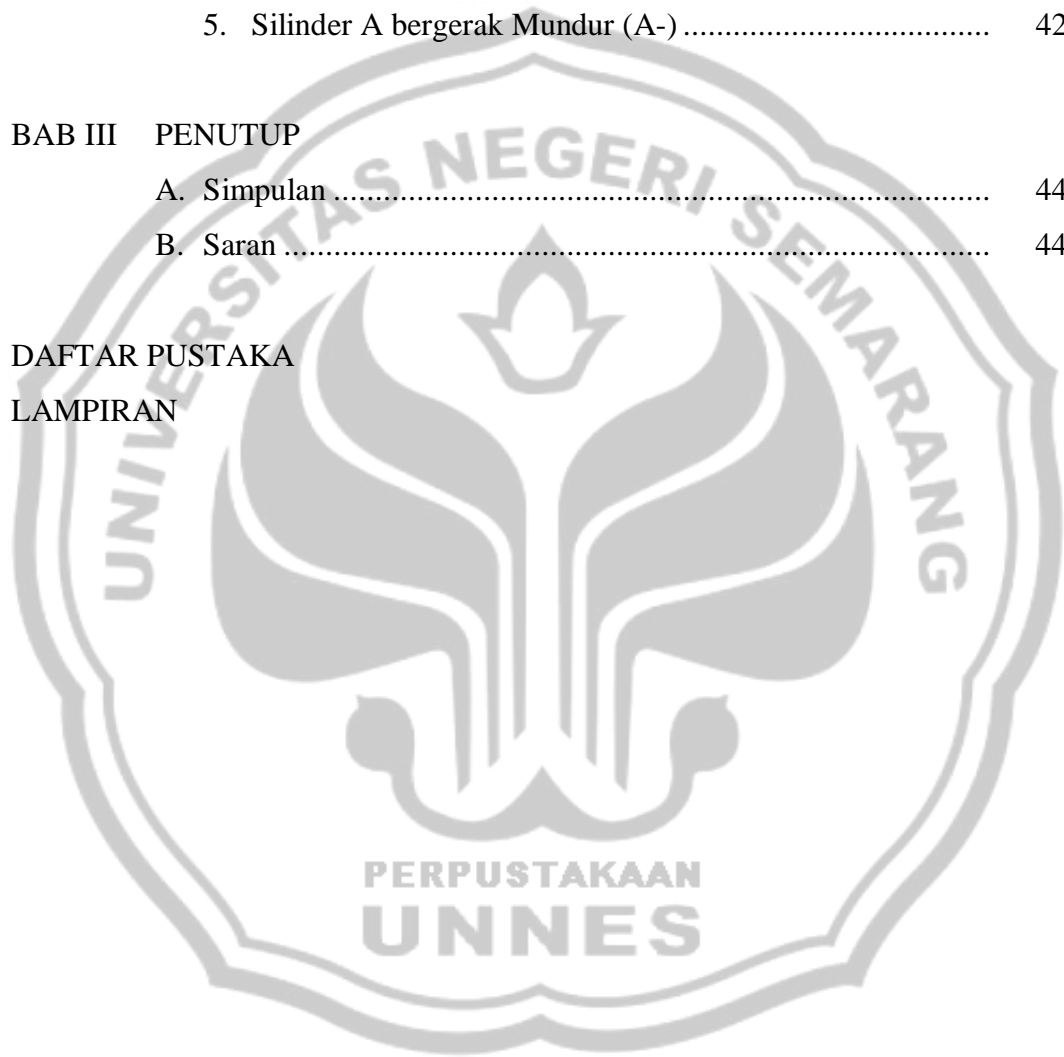 5. Silinder A bergerak Mundur (A-) ................................... 42
BAB III PENUTUP
A. Simpulan .......................................................................... 44
B. Saran ................................................................................ 44
DAFTAR PUSTAKA
LAMPIRAN
UNIVERSITAS NEGERI SEMARANG
PERPUSTAKAAN
UNNES